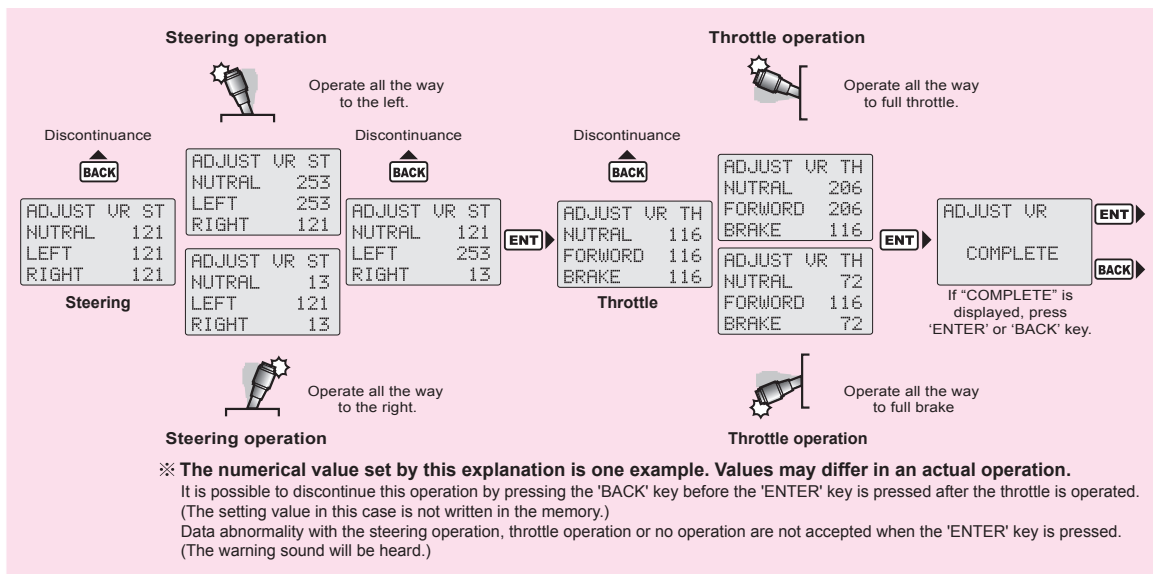 Steering operation
Operate all the way
to the left.
Discontinuance
BACK
ADJUST VR ST
NUTRAL 121
LEFT 121
RIGHT 121
Steering
ADJUST VR ST
NUTRAL 253
LEFT 253
RIGHT 121
ADJUST VR ST
NUTRAL 13
LEFT 121
RIGHT 13
Operate all the way
to the right.
Steering operation
Discontinuance
BACK
ADJUST VR ST
NUTRAL 121
LEFT 253
RIGHT 13
ENT
Throttle operation
Operate all the way
to full throttle.
Discontinuance
BACK
ADJUST VR TH
NUTRAL 116
FORWORD 116
BRAKE 116
Throttle
ADJUST VR TH
NUTRAL 206
FORWORD 206
BRAKE 116
ADJUST VR TH
NUTRAL 72
FORWORD 116
BRAKE 72
Operate all the way
to full brake
Throttle operation
ENT
ADJUST VR
COMPLETE
ENT
BACK
If “COMPLETE” is
displayed, press
‘ENTER’ or ‘BACK’ key.
※ The numerical value set by this explanation is one example. Values may differ in an actual operation.
It is possible to discontinue this operation by pressing the 'BACK' key before the 'ENTER' key is pressed after the throttle is operated.
(The setting value in this case is not written in the memory.)
Data abnormality with the steering operation, throttle operation or no operation are not accepted when the 'ENTER' key is pressed.
(The warning sound will be heard.)